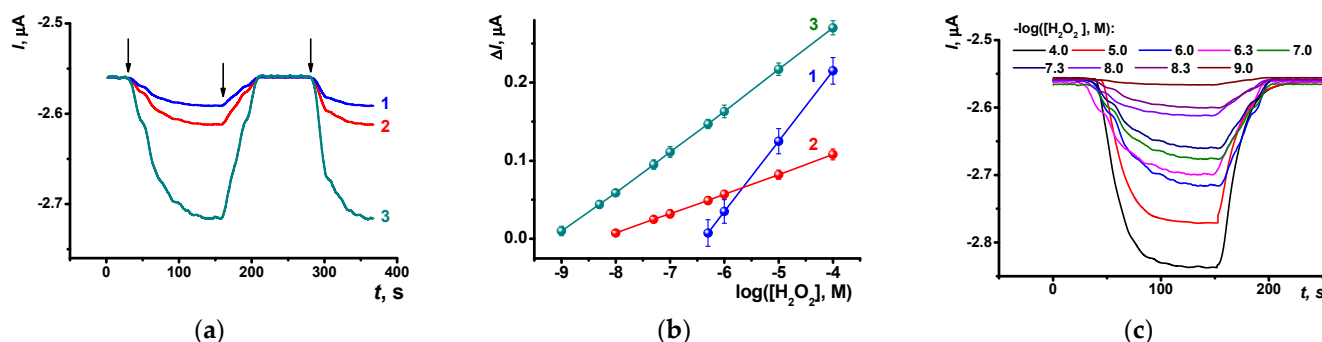 -2.5
-2.6
-2.7
-2.8
I, μA
0
100
200
300
400
t, s
1
2
3
(a)
ΔI, μA
0.2
0.1
0.0
-9
-8
-7
-6
-5
-4
log([H₂O₂], M)
3
1
2
(b)
I, μA
-2.5
-2.6
-2.7
-2.8
-log([H₂O₂], M):
4.0 5.0 6.0 6.3 7.0
7.3 8.0 8.3 9.0
0
100
200
t, s
(c)